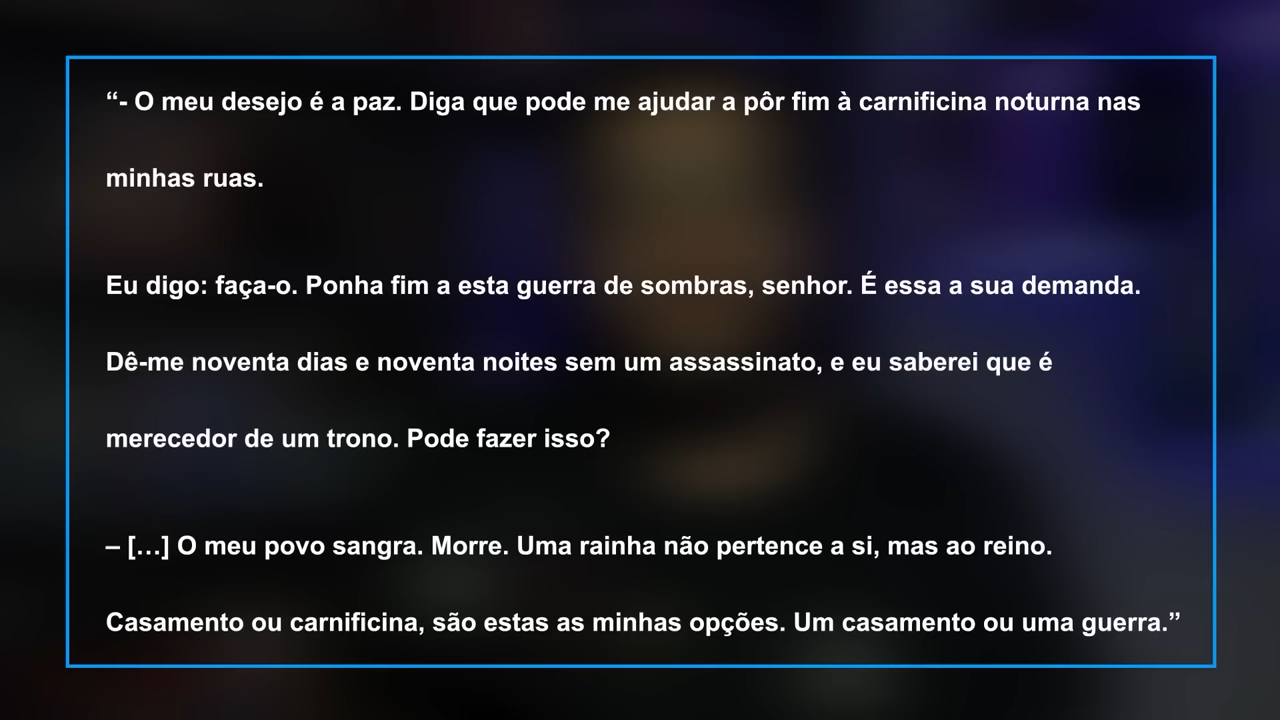 “- O meu desejo é a paz. Diga que pode me ajudar a pôr fim à carnificina noturna nas
minhas ruas.
Eu digo: faça-o. Ponha fim a esta guerra de sombras, senhor. É essa a sua demanda.
Dê-me noventa dias e noventa noites sem um assassinato, e eu saberei que é
merecedor de um trono. Pode fazer isso?
– […] O meu povo sangra. Morre. Uma rainha não pertence a si, mas ao reino.
Casamento ou carnificina, são estas as minhas opções. Um casamento ou uma guerra.”